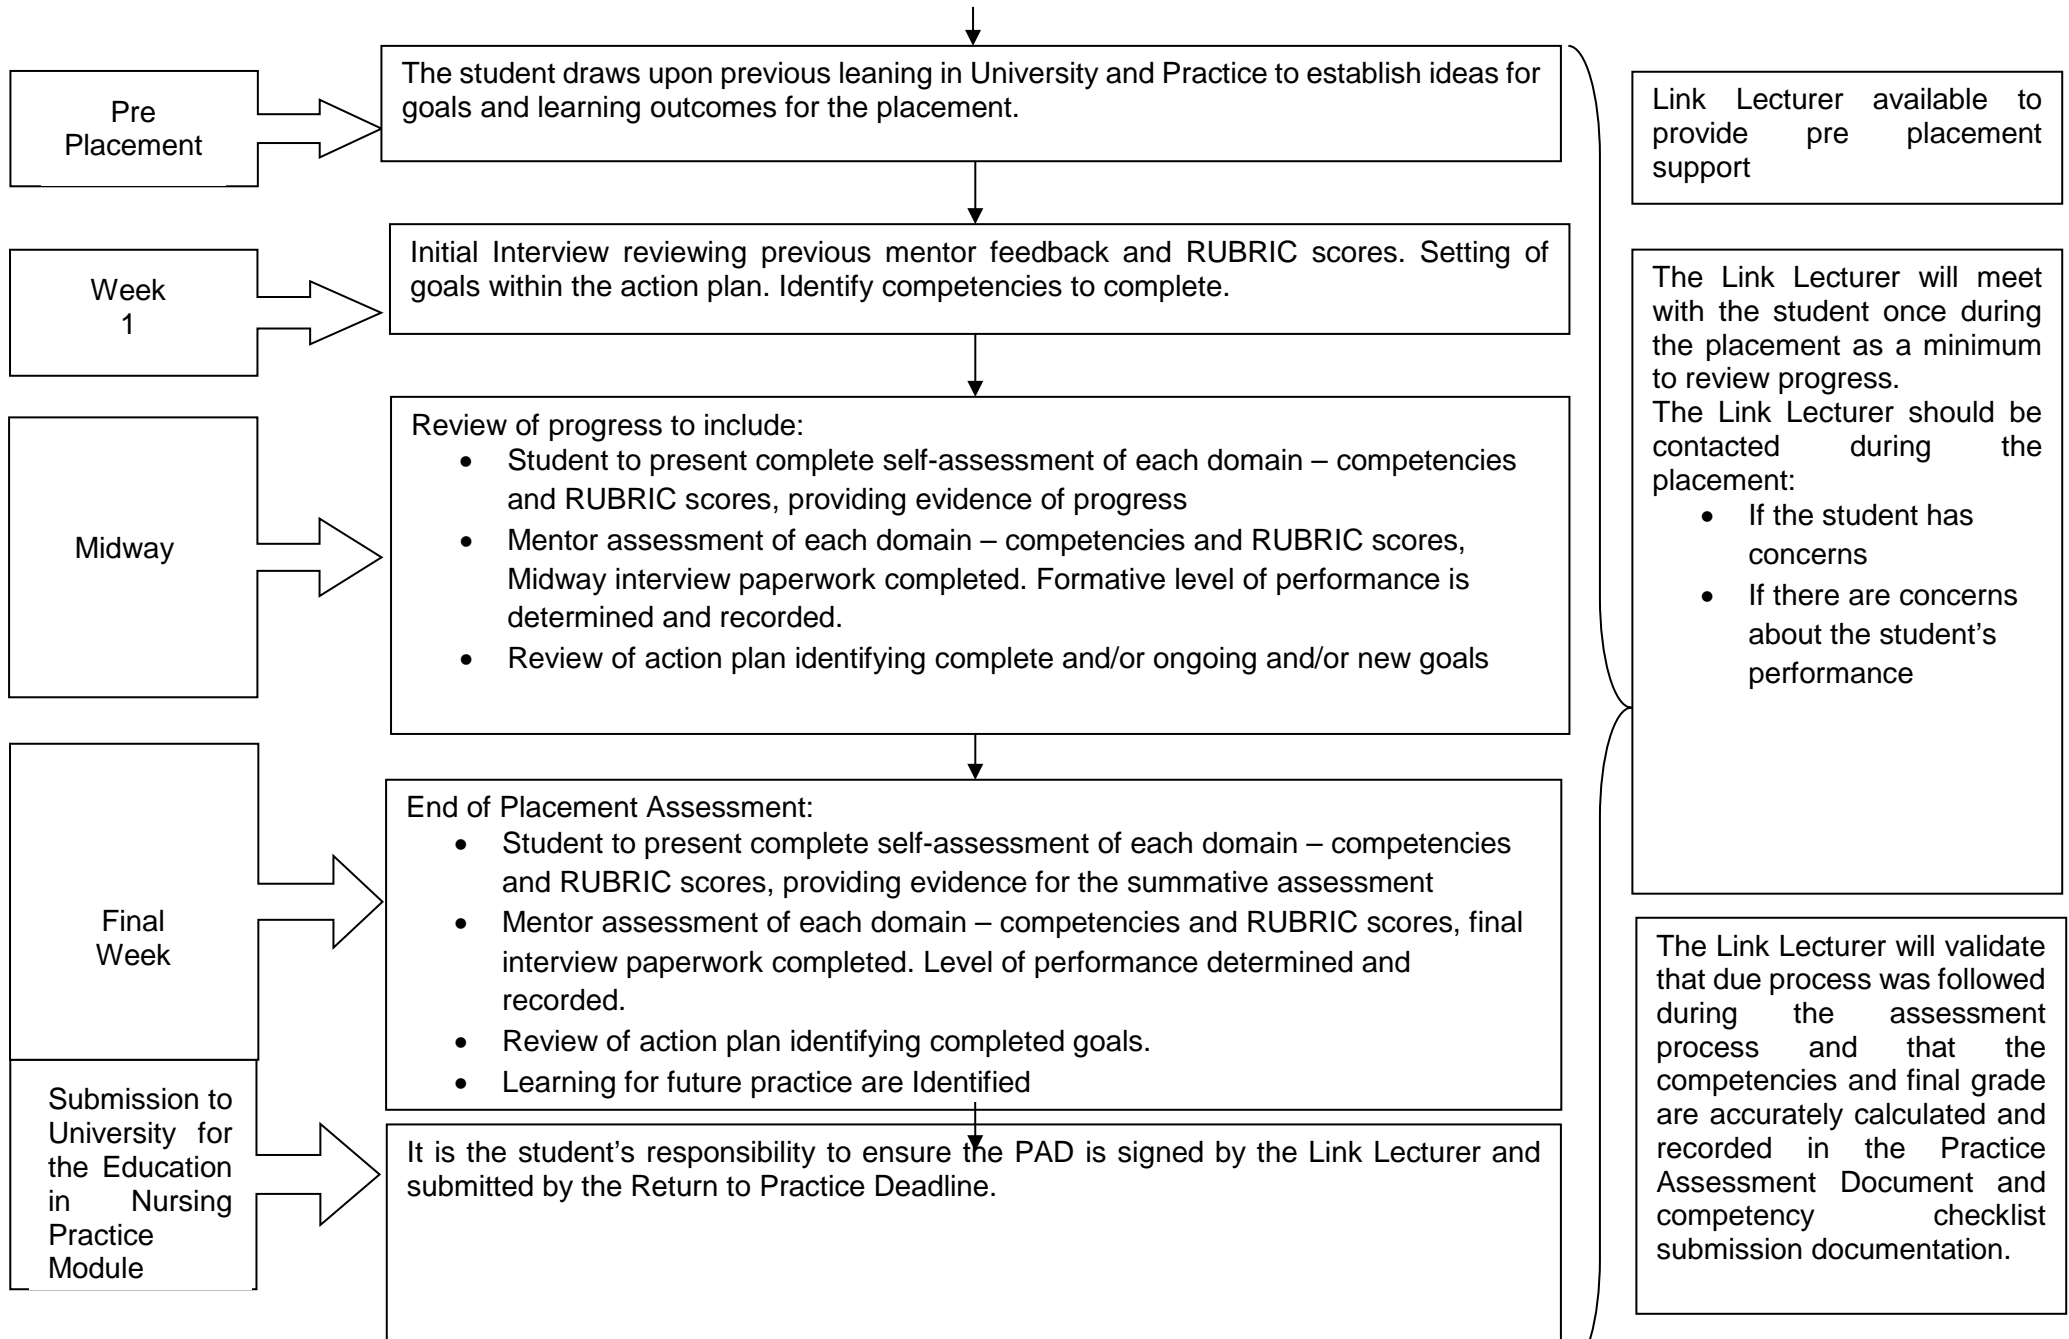 Pre
Placement
The student draws upon previous leaning in University and Practice to establish ideas for
goals and learning outcomes for the placement.
Link Lecturer available to
provide pre placement
support
Week
1
Initial Interview reviewing previous mentor feedback and RUBRIC scores. Setting of
goals within the action plan. Identify competencies to complete.
The Link Lecturer will meet
with the student once during
the placement as a minimum
to review progress.
The Link Lecturer should be
contacted during the
placement:
• If the student has
concerns
• If there are concerns
about the student’s
performance
Midway
Review of progress to include:
• Student to present complete self-assessment of each domain – competencies
and RUBRIC scores, providing evidence of progress
• Mentor assessment of each domain – competencies and RUBRIC scores,
Midway interview paperwork completed. Formative level of performance is
determined and recorded.
• Review of action plan identifying complete and/or ongoing and/or new goals
Final
Week
End of Placement Assessment:
• Student to present complete self-assessment of each domain – competencies
and RUBRIC scores, providing evidence for the summative assessment
• Mentor assessment of each domain – competencies and RUBRIC scores, final
interview paperwork completed. Level of performance determined and
recorded.
• Review of action plan identifying completed goals.
• Learning for future practice are Identified
The Link Lecturer will validate
that due process was followed
during the assessment
process and that the
competencies and final grade
are accurately calculated and
recorded in the Practice
Assessment Document and
competency checklist
submission documentation.
Submission to
University for
the Education
in Nursing
Practice
Module
It is the student’s responsibility to ensure the PAD is signed by the Link Lecturer and
submitted by the Return to Practice Deadline.